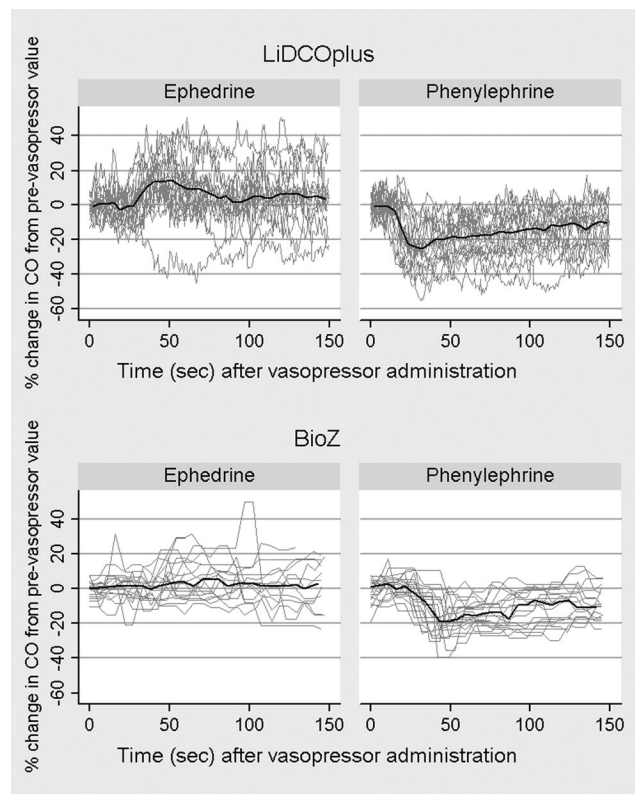 LiDCOplus
Ephedrine Phenylephrine
% change in CO from pre-vasopressor value
40
20
0
-20
-40
-60
0 50 100 150 0 50 100 150
Time (sec) after vasopressor administration
BioZ
Ephedrine Phenylephrine
% change in CO from pre-vasopressor value
40
20
0
-20
-40
-60
0 50 100 150 0 50 100 150
Time (sec) after vasopressor administration